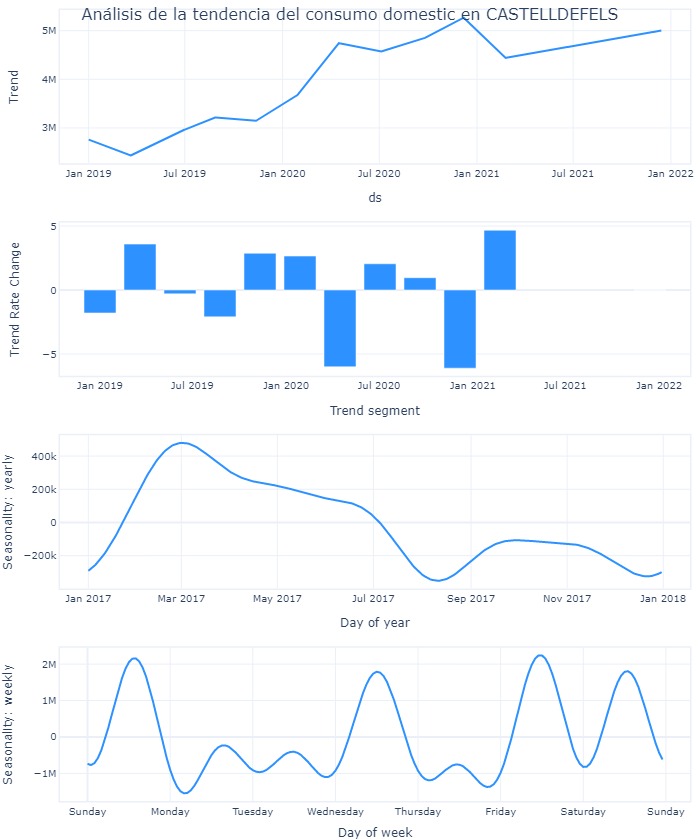 Análisis de la tendencia del consumo domestic en CASTELLDEFELS
5M
4M
3M
Trend
Jan 2019 Jul 2019 Jan 2020 Jul 2020 Jan 2021 Jul 2021 Jan 2022
ds
5
0
−5
Trend Rate Change
Jan 2019 Jul 2019 Jan 2020 Jul 2020 Jan 2021 Jul 2021 Jan 2022
Trend segment
400k
200k
0
−200k
Seasonality: yearly
Jan 2017 Mar 2017 May 2017 Jul 2017 Sep 2017 Nov 2017 Jan 2018
Day of year
2M
1M
0
−1M
Seasonality: weekly
Sunday Monday Tuesday Wednesday Thursday Friday Saturday Sunday
Day of week